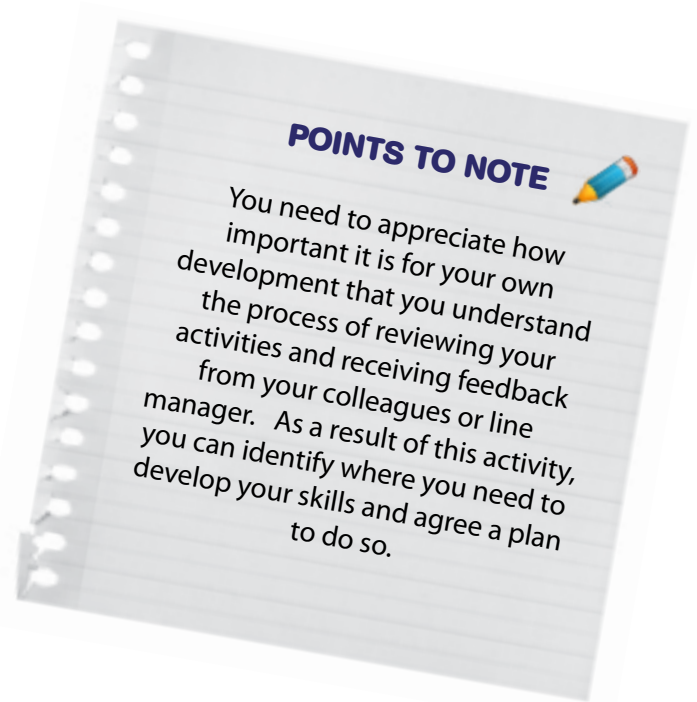 POINTS TO NOTE
You need to appreciate how
important it is for your own
development that you understand
the process of reviewing your
activities and receiving feedback
from your colleagues or line
manager.   As a result of this activity,
you can identify where you need to
develop your skills and agree a plan
to do so.